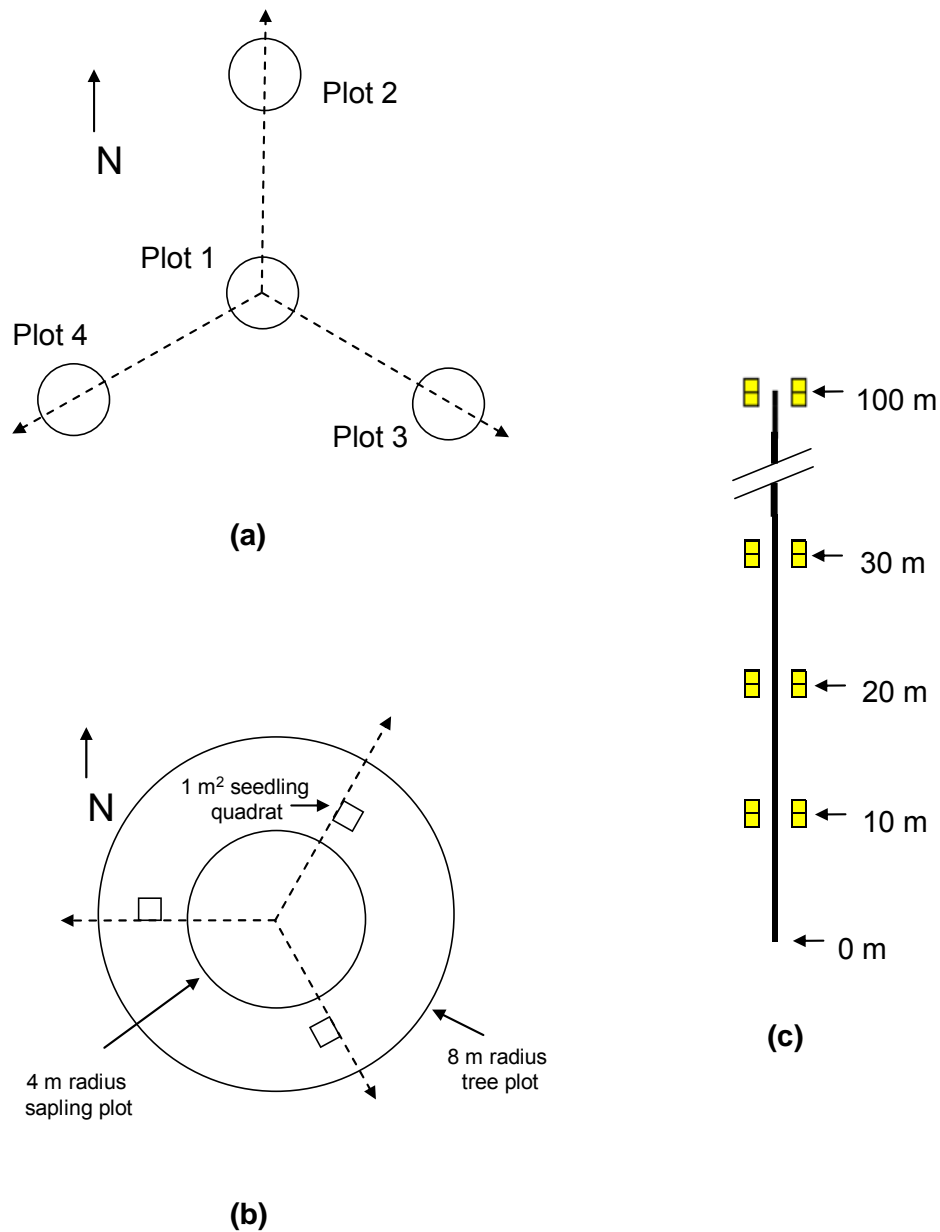 Plot 2
N
Plot 1
Plot 4
Plot 3
(a)
100 m
30 m
20 m
10 m
0 m
(c)
N
1 m² seedling
quadrat
4 m radius
sapling plot
8 m radius
tree plot
(b)